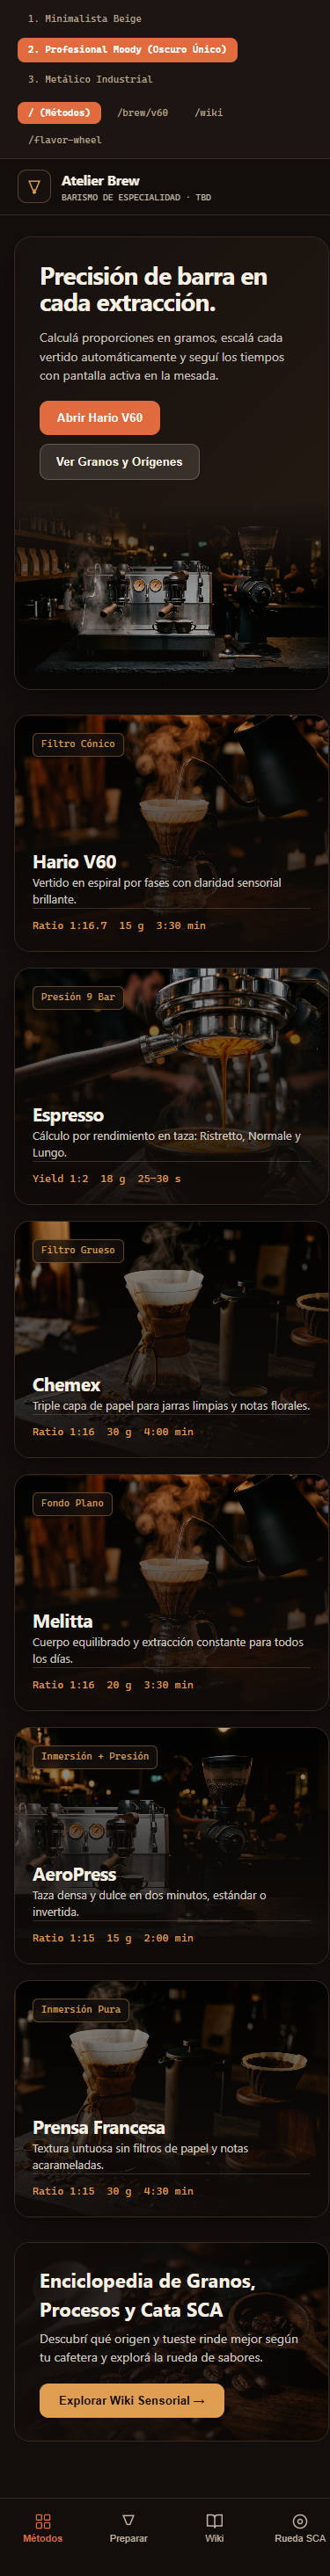 1. Minimalista Beige
2. Profesional Moody (Oscuro Único)
3. Metálico Industrial
/ (Métodos) /brew/v60 /wiki
/flavor-wheel
Atelier Brew
BARISMO DE ESPECIALIDAD · TBD
Precisión de barra en
cada extracción.
Calculá proporciones en gramos, escalá cada
vertido automáticamente y seguí los tiempos
con pantalla activa en la mesada.
Abrir Hario V60
Ver Granos y Orígenes
Filtro Cónico
Hario V60
Vertido en espiral por fases con claridad sensorial
brillante.
Ratio 1:16.7 15 g 3:30 min
Presión 9 Bar
Espresso
Cálculo por rendimiento en taza: Ristretto, Normale y
Lungo.
Yield 1:2 18 g 25–30 s
Filtro Grueso
Chemex
Triple capa de papel para jarras limpias y notas florales.
Ratio 1:16 30 g 4:00 min
Fondo Plano
Melitta
Cuerpo equilibrado y extracción constante para todos
los días.
Ratio 1:16 20 g 3:30 min
Inmersión + Presión
AeroPress
Taza densa y dulce en dos minutos, estándar o
invertida.
Ratio 1:15 15 g 2:00 min
Inmersión Pura
Prensa Francesa
Textura untuosa sin filtros de papel y notas
acarameladas.
Ratio 1:15 30 g 4:30 min
Enciclopedia de Granos,
Procesos y Cata SCA
Descubrí qué origen y tueste rinde mejor según
tu cafetera y explorá la rueda de sabores.
Explorar Wiki Sensorial →
Métodos Preparar Wiki Rueda SCA